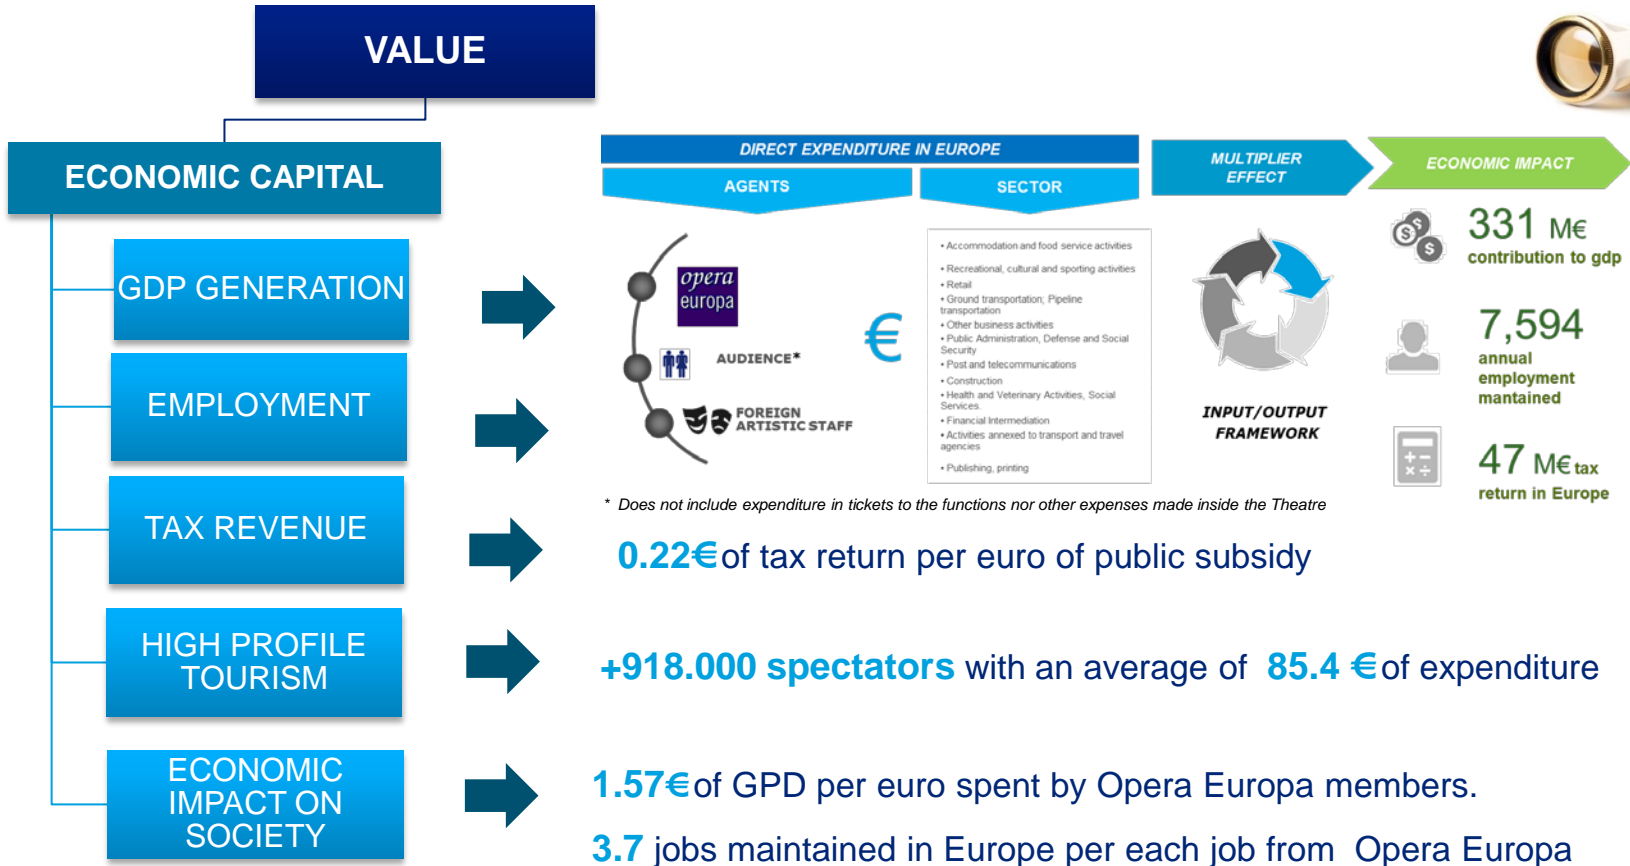 VALUE
ECONOMIC CAPITAL
GDP GENERATION
EMPLOYMENT
TAX REVENUE
HIGH PROFILE
TOURISM
ECONOMIC
IMPACT ON
SOCIETY
DIRECT EXPENDITURE IN EUROPE
AGENTS
SECTOR
MULTIPLIER
EFFECT
ECONOMIC IMPACT
opera
europa
AUDIENCE*
FOREIGN
ARTISTIC STAFF
€
• Accommodation and food service activities
• Recreational, cultural and sporting activities
• Retail
• Ground transportation; Pipeline
transportation
• Other business activities
• Public Administration, Defense and Social
Security
• Post and telecommunications
• Construction
• Health and Veterinary Activities, Social
Services.
• Financial Intermediation
• Activities annexed to transport and travel
agencies
• Publishing, printing
INPUT/OUTPUT
FRAMEWORK
$
$
$
331 M€
contribution to gdp
7,594
annual
employment
mantained
+ −
× ÷
47 M€ tax
return in Europe
* Does not include expenditure in tickets to the functions nor other expenses made inside the Theatre
0.22€ of tax return per euro of public subsidy
+918.000 spectators with an average of 85.4 € of expenditure
1.57€ of GPD per euro spent by Opera Europa members.
3.7 jobs maintained in Europe per each job from Opera Europa